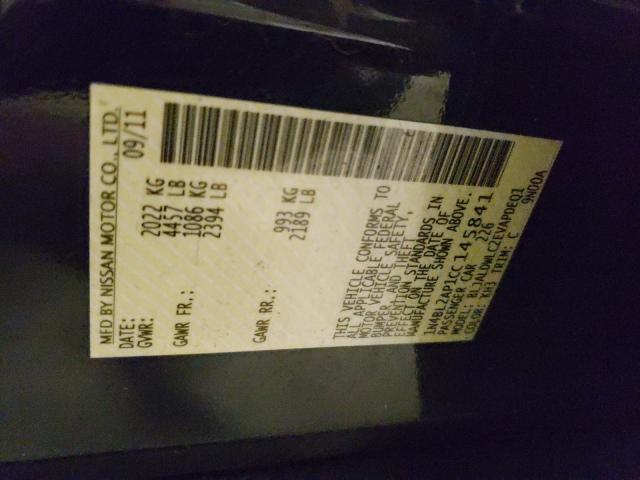 MFD BY NISSAN MOTOR CO., LTD.
DATE: 09/11
GVWR: 2022 KG
4457 LB
GAWR FR.: 1086 KG
2394 LB
GAWR RR.: 993 KG
2189 LB
THIS VEHICLE CONFORMS TO
ALL APPLICABLE FEDERAL
MOTOR VEHICLE SAFETY,
BUMPER, AND THEFT
PREVENTION STANDARDS IN
EFFECT ON THE DATE OF
MANUFACTURE SHOWN ABOVE.
1N4BL2AP1CC145841
PASSENGER CAR 226
MODEL: BLJALDWLC2EVAPDEQ1
COLOR: KH3 TRIM: C 9N00A